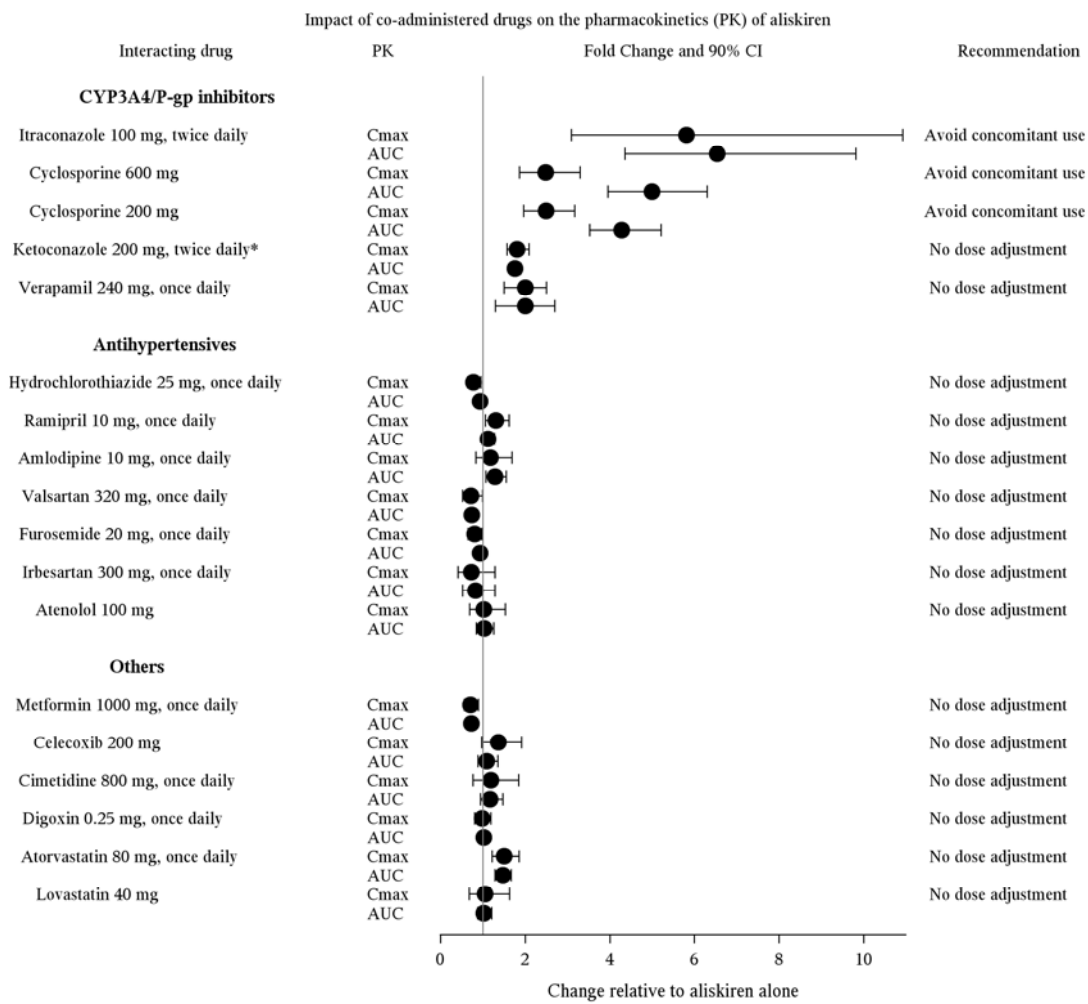 Impact of co-administered drugs on the pharmacokinetics (PK) of aliskiren
Interacting drug PK Fold Change and 90% CI Recommendation
CYP3A4/P-gp inhibitors
Itraconazole 100 mg, twice daily Cmax Avoid concomitant use
AUC
Cyclosporine 600 mg Cmax Avoid concomitant use
AUC
Cyclosporine 200 mg Cmax Avoid concomitant use
AUC
Ketoconazole 200 mg, twice daily* Cmax No dose adjustment
AUC
Verapamil 240 mg, once daily Cmax No dose adjustment
AUC
Antihypertensives
Hydrochlorothiazide 25 mg, once daily Cmax No dose adjustment
AUC
Ramipril 10 mg, once daily Cmax No dose adjustment
AUC
Amlodipine 10 mg, once daily Cmax No dose adjustment
AUC
Valsartan 320 mg, once daily Cmax No dose adjustment
AUC
Furosemide 20 mg, once daily Cmax No dose adjustment
AUC
Irbesartan 300 mg, once daily Cmax No dose adjustment
AUC
Atenolol 100 mg Cmax No dose adjustment
AUC
Others
Metformin 1000 mg, once daily Cmax No dose adjustment
AUC
Celecoxib 200 mg Cmax No dose adjustment
AUC
Cimetidine 800 mg, once daily Cmax No dose adjustment
AUC
Digoxin 0.25 mg, once daily Cmax No dose adjustment
AUC
Atorvastatin 80 mg, once daily Cmax No dose adjustment
AUC
Lovastatin 40 mg Cmax No dose adjustment
AUC
0 2 4 6 8 10
Change relative to aliskiren alone